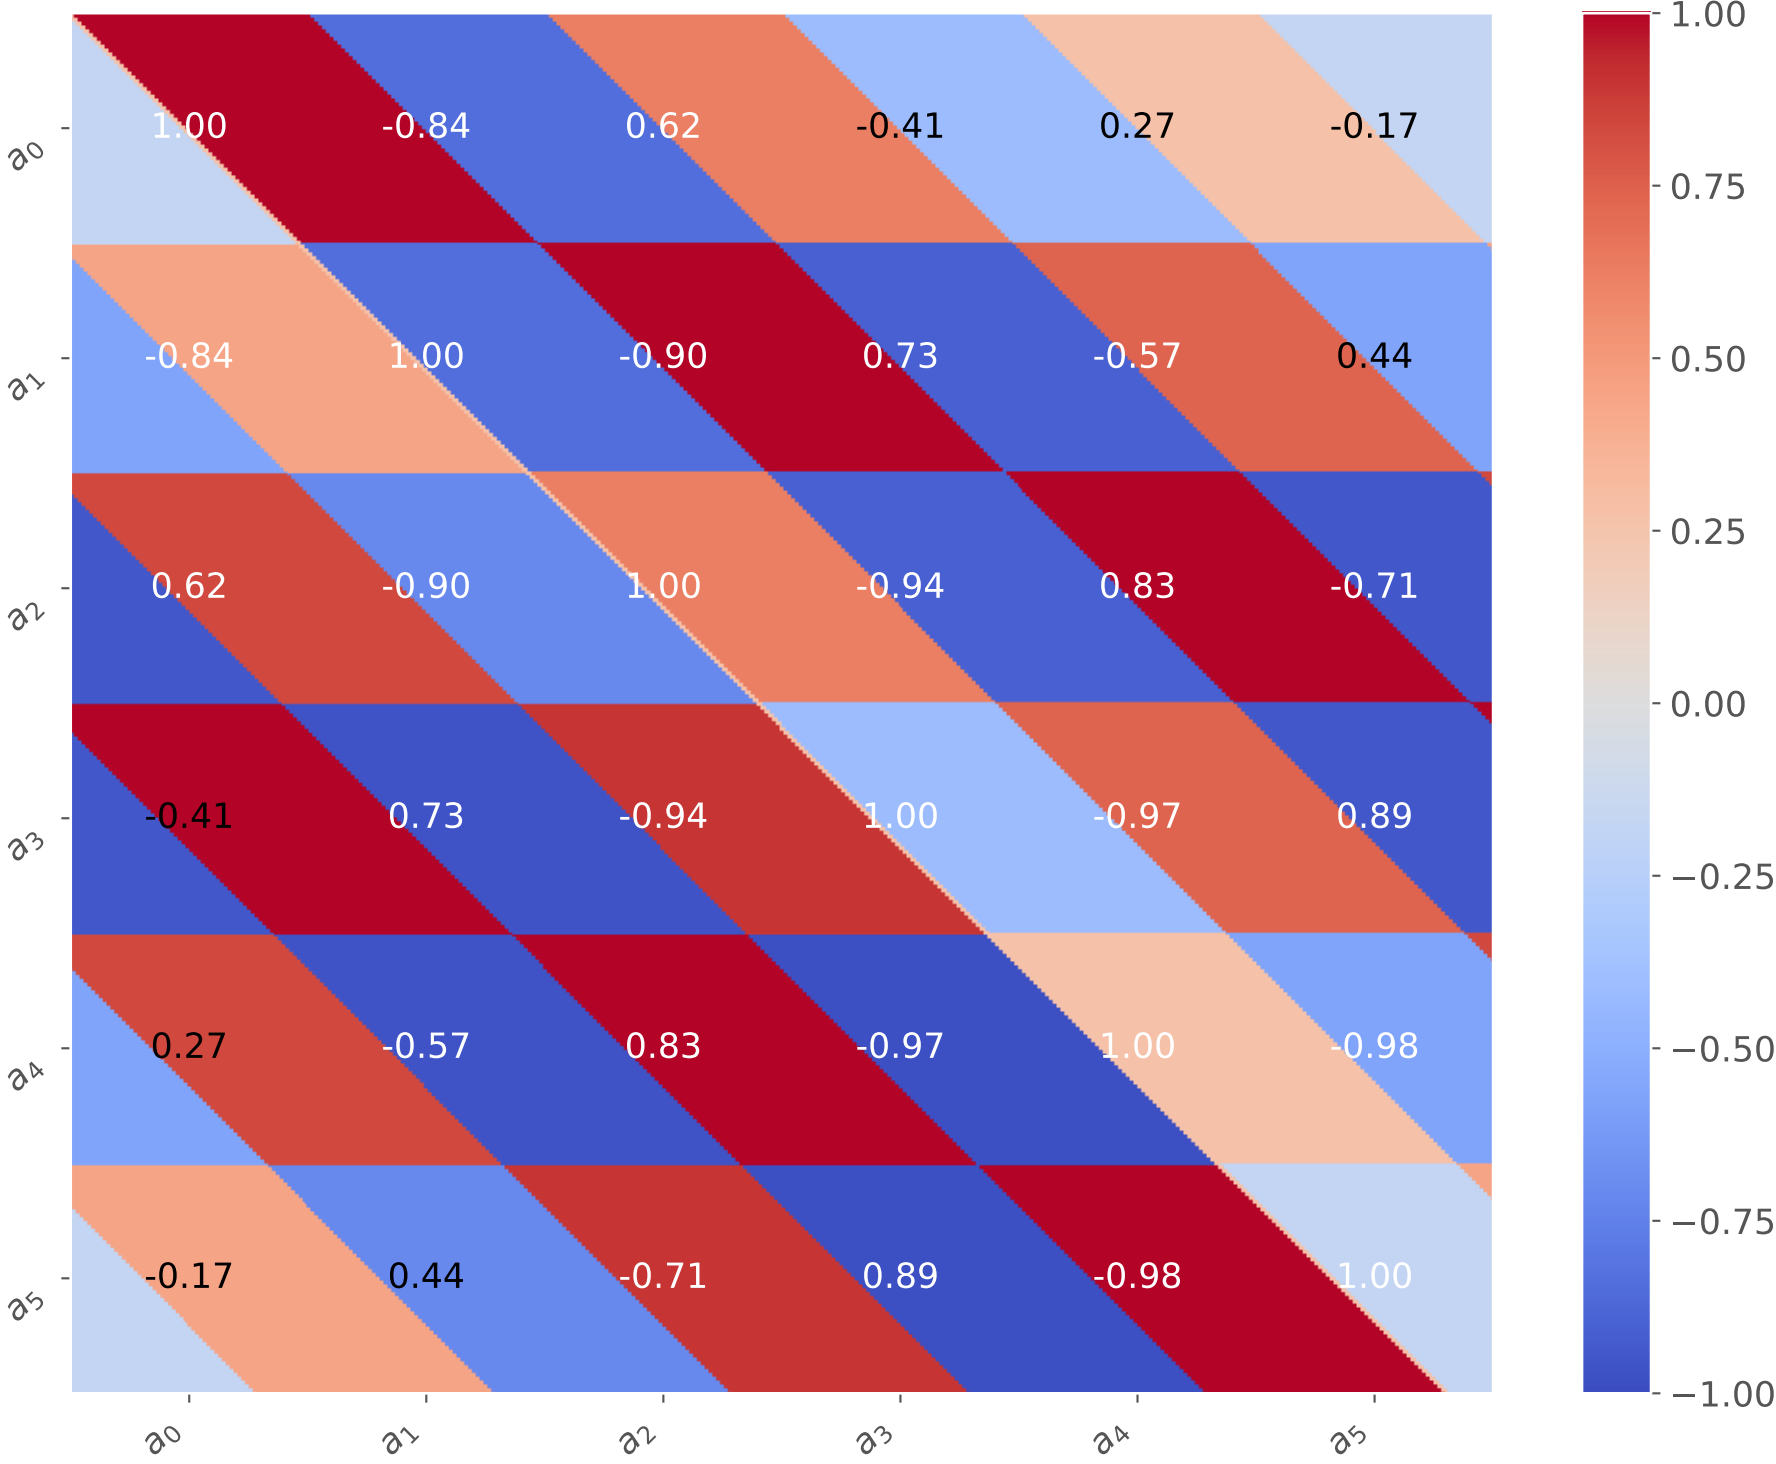 1.00
a0 1.00 -0.84 0.62 -0.41 0.27 -0.17
0.75
a1 -0.84 1.00 -0.90 0.73 -0.57 0.44
0.50
0.25
a2 0.62 -0.90 1.00 -0.94 0.83 -0.71
0.00
a3 -0.41 0.73 -0.94 1.00 -0.97 0.89
−0.25
a4 0.27 -0.57 0.83 -0.97 1.00 -0.98
−0.50
−0.75
a5 -0.17 0.44 -0.71 0.89 -0.98 1.00
−1.00
a0 a1 a2 a3 a4 a5